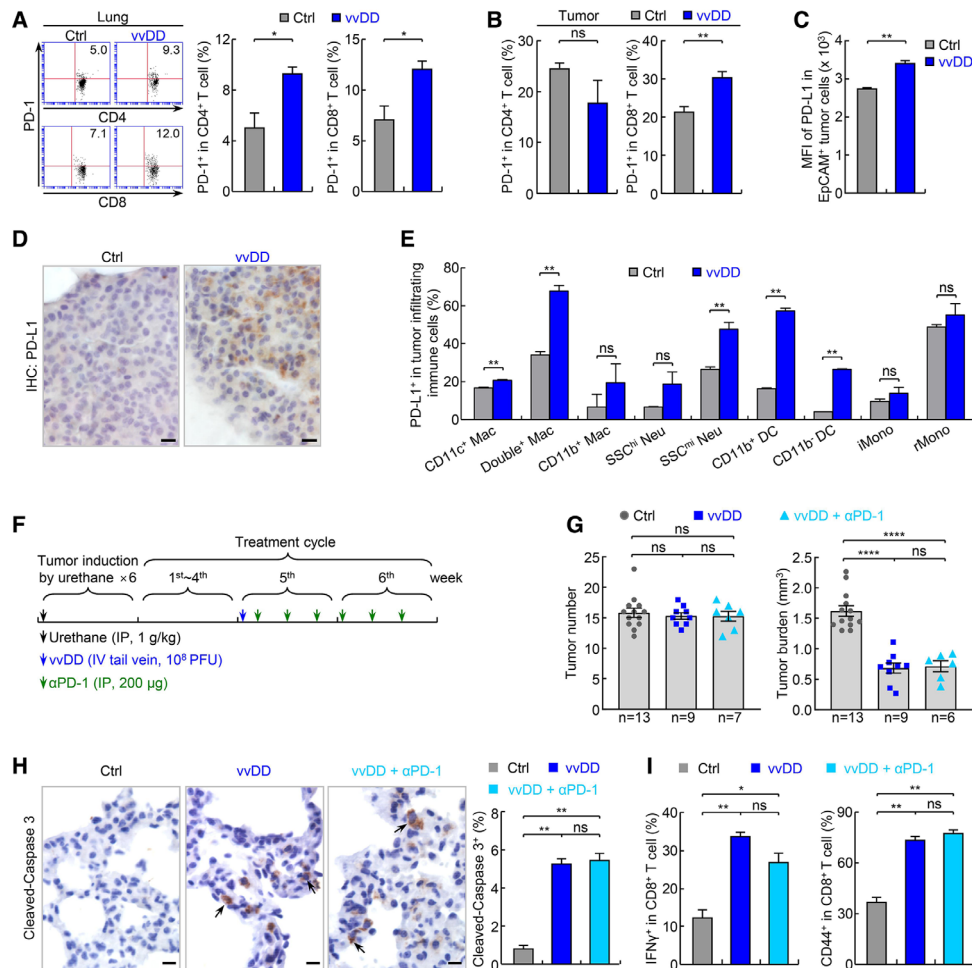 A
Lung
Ctrl vvDD
5.0 9.3
PD-1
CD4
7.1 12.0
CD8
PD-1⁺ in CD4⁺ T cell (%)
12
9
6
3
0
*
PD-1⁺ in CD8⁺ T cell (%)
16
12
8
4
0
*
Ctrl vvDD
B
Tumor
Ctrl vvDD
PD-1⁺ in CD4⁺ T cell (%)
32
24
16
8
0
ns
PD-1⁺ in CD8⁺ T cell (%)
40
30
20
10
0
**
C
MFI of PD-L1 in
EpCAM⁺ tumor cells (x 10³)
4
3
2
1
0
**
Ctrl
vvDD
D
Ctrl vvDD
IHC: PD-L1
E
Ctrl vvDD
PD-L1⁺ in tumor infiltrating
immune cells (%)
80
60
40
20
0
** ** ns ns ** ** ** ns ns
CD11c⁺ Mac
Double⁺ Mac
CD11b⁺ Mac
SSCʰⁱ Neu
SSCᵐⁱ Neu
CD11b⁺ DC
CD11b⁻ DC
iMono
rMono
F
Treatment cycle
Tumor induction
by urethane ×6 1ˢᵗ~4ᵗʰ 5ᵗʰ 6ᵗʰ week
Urethane (IP, 1 g/kg)
vvDD (IV tail vein, 10⁸ PFU)
αPD-1 (IP, 200 µg)
G
Ctrl vvDD vvDD + αPD-1
Tumor number
25
20
15
10
5
0
ns
ns ns
n=13 n=9 n=7
Tumor burder (mm³)
2.5
2.0
1.5
1.0
0.5
0.0
****
**** ns
n=13 n=9 n=6
H
Ctrl vvDD vvDD + αPD-1
Cleaved-Caspase 3
Ctrl vvDD
vvDD + αPD-1
Cleaved-Caspase 3⁺ (%)
8
6
4
2
0
**
** ns
I
Ctrl vvDD vvDD + αPD-1
IFNγ⁺ in CD8⁺ T cell (%)
40
30
20
10
0
*
** ns
CD44⁺ in CD8⁺ T cell (%)
90
60
30
0
**
** ns